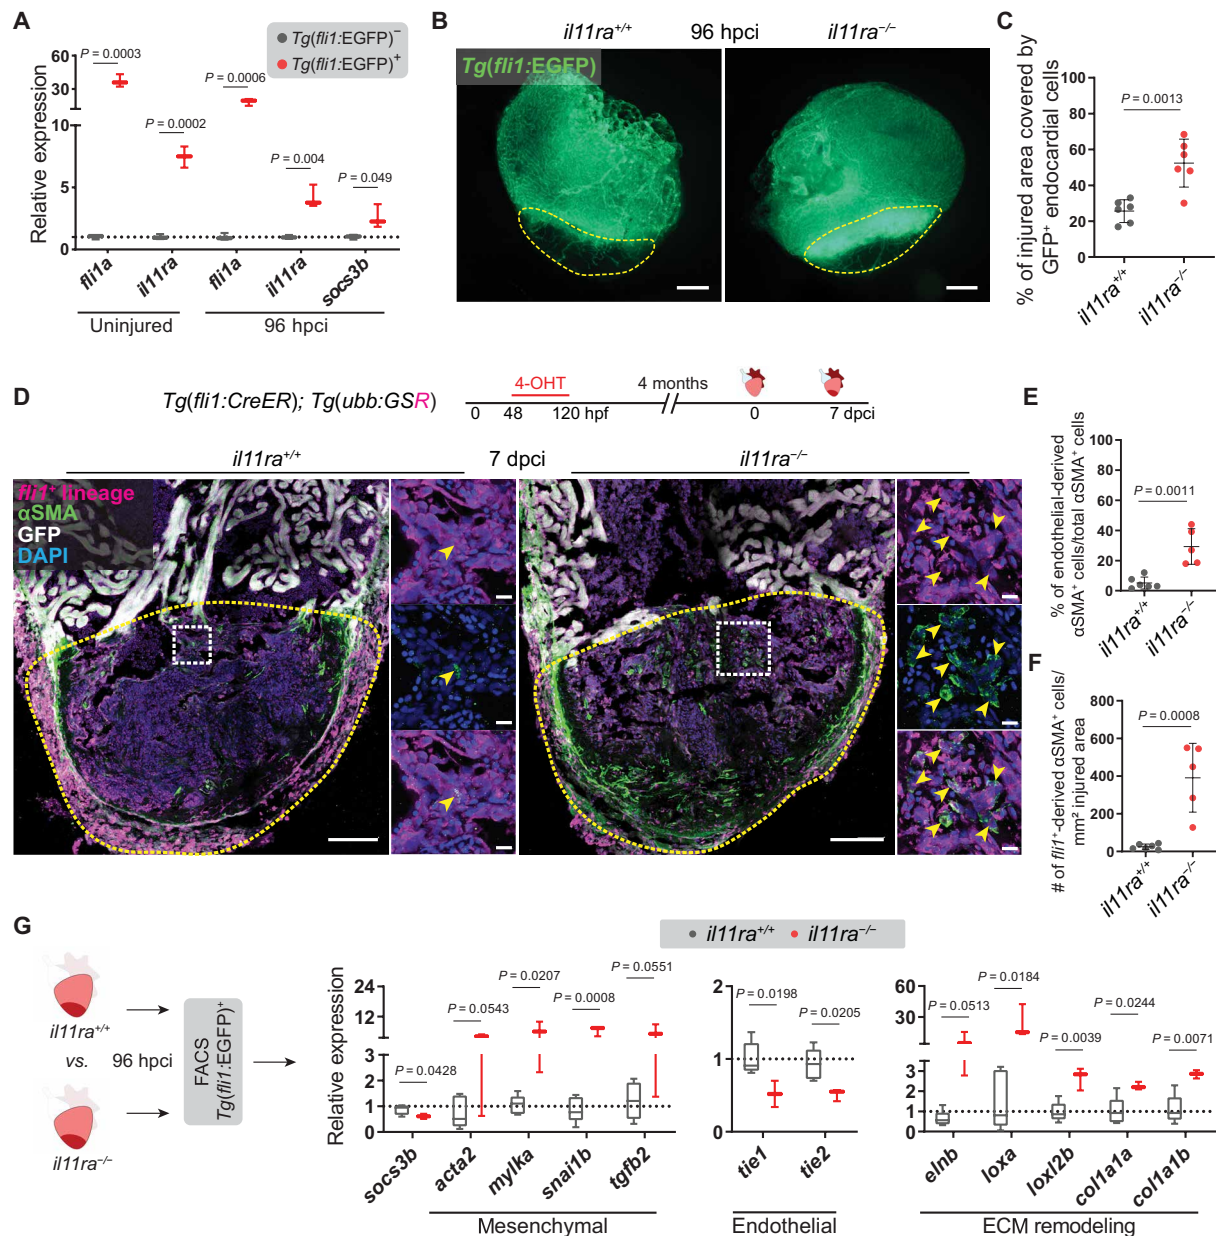 A
Tg(fli1:EGFP)⁻
Tg(fli1:EGFP)⁺
Relative expression
60
30
10
5
0
P = 0.0003
P = 0.0002
P = 0.0006
P = 0.004
P = 0.049
fli1a
il11ra
fli1a
il11ra
socs3b
Uninjured
96 hpci
B
il11ra⁺/⁺
96 hpci
il11ra⁻/⁻
Tg(fli1:EGFP)
C
% of injured area covered by
GFP⁺ endocardial cells
100
80
60
40
20
0
P = 0.0013
il11ra⁺/⁺
il11ra⁻/⁻
D
Tg(fli1:CreER); Tg(ubb:GSR)
4-OHT
4 months
0
48
120 hpf
0
7 dpci
il11ra⁺/⁺
7 dpci
il11ra⁻/⁻
fli1⁺ lineage
αSMA
GFP
DAPI
E
% of endothelial-derived
αSMA⁺ cells/total αSMA⁺ cells
100
80
60
40
20
0
P = 0.0011
il11ra⁺/⁺
il11ra⁻/⁻
F
# of fli1⁺-derived αSMA⁺ cells/
mm² injured area
800
600
400
200
0
P = 0.0008
il11ra⁺/⁺
il11ra⁻/⁻
G
il11ra⁺/⁺
vs.
96 hpci
il11ra⁻/⁻
FACS
Tg(fli1:EGFP)⁺
il11ra⁺/⁺
il11ra⁻/⁻
Relative expression
24
12
3
2
1
0
P = 0.0428
P = 0.0543
P = 0.0207
P = 0.0008
P = 0.0551
socs3b
acta2
mylka
snai1b
tgfb2
Mesenchymal
2
1
0
P = 0.0198
P = 0.0205
tie1
tie2
Endothelial
60
30
3
2
1
0
P = 0.0513
P = 0.0184
P = 0.0039
P = 0.0244
P = 0.0071
elnb
loxa
loxl2b
col1a1a
col1a1b
ECM remodeling